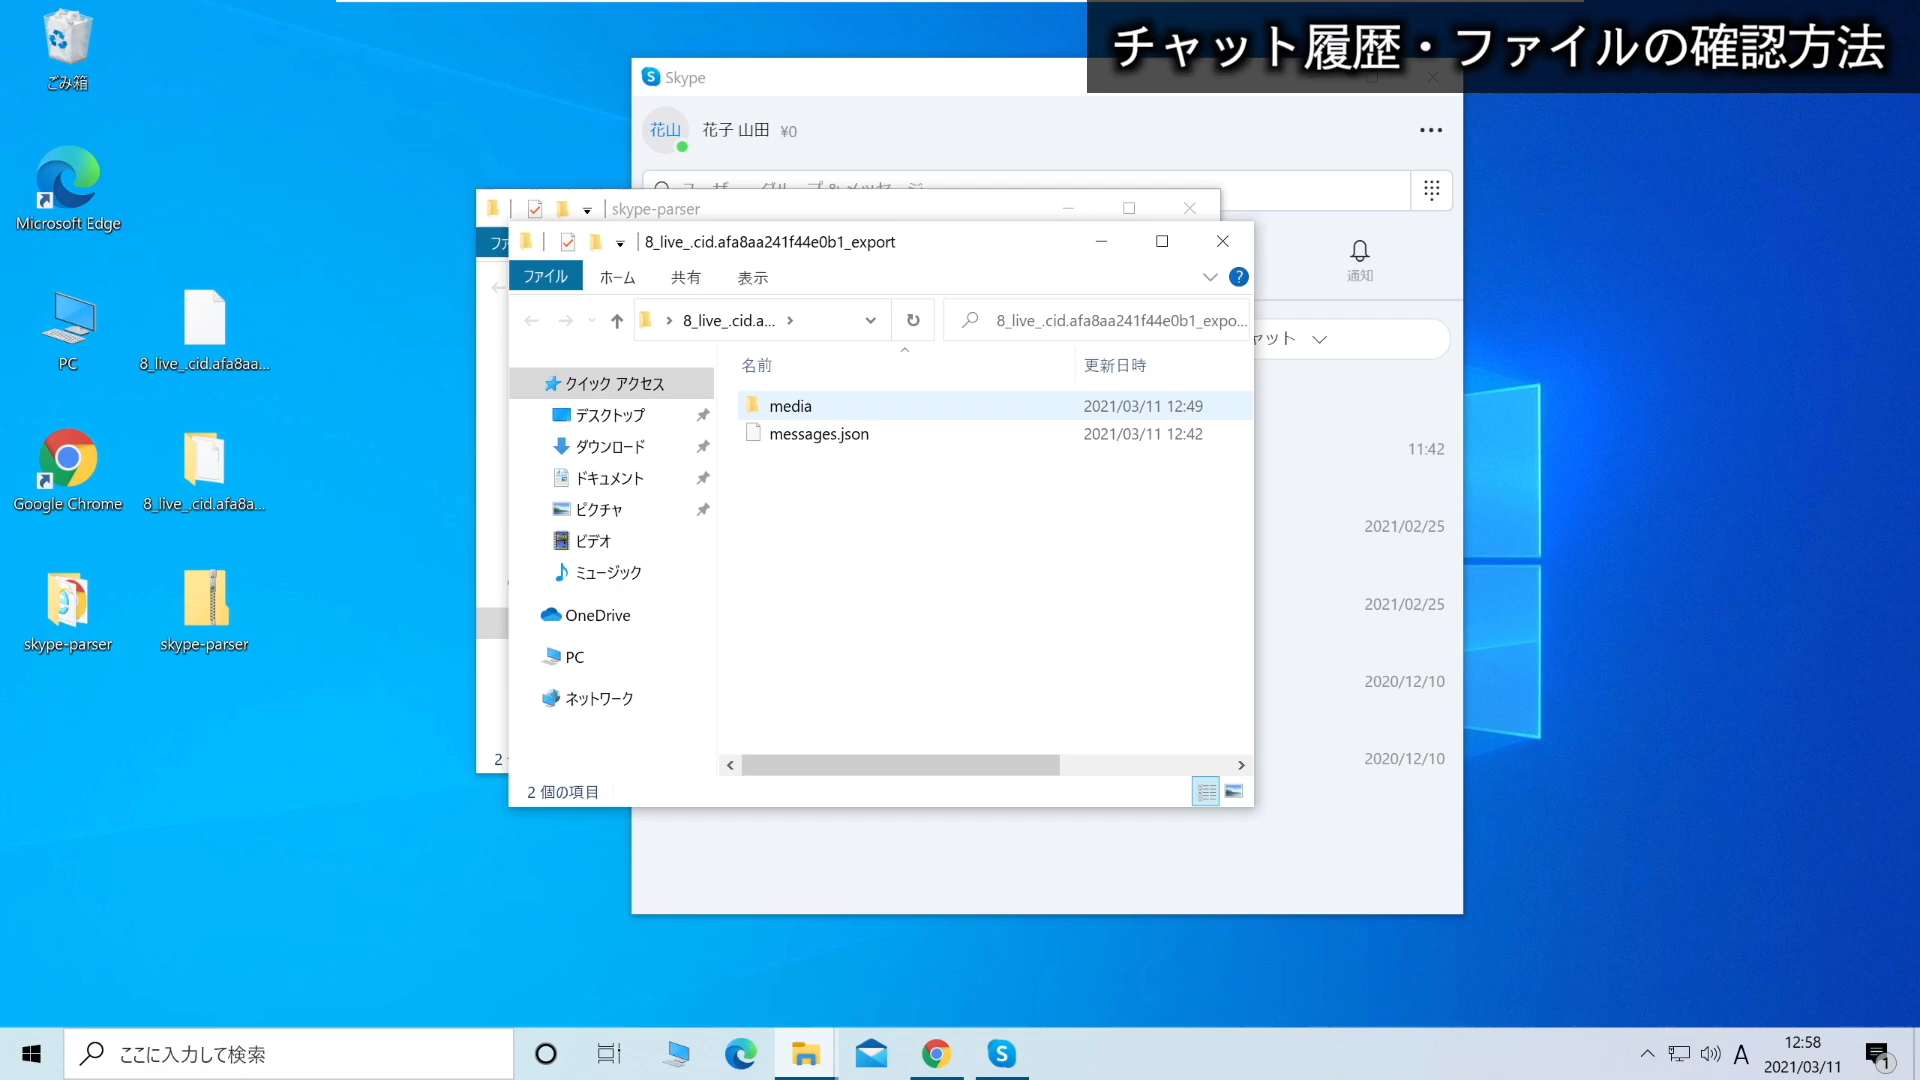 チャット履歴・ファイルの確認方法
ごみ箱
Microsoft Edge
PC
8_live_.cid.afa8aa...
Google Chrome
8_live_.cid.afa8a...
skype-parser
skype-parser
Skype
花山
花子 山田 ¥0
skype-parser
8_live_.cid.afa8aa241f44e0b1_export
ファイル
ホーム
共有
表示
通知
8_live_.cid.a...
8_live_.cid.afa8aa241f44e0b1_expo...
名前
更新日時
クイック アクセス
デスクトップ
ダウンロード
ドキュメント
ピクチャ
ビデオ
ミュージック
OneDrive
PC
ネットワーク
media 2021/03/11 12:49
messages.json 2021/03/11 12:42
11:42
2021/02/25
2021/02/25
2020/12/10
2020/12/10
2
2 個の項目
ここに入力して検索
A
12:58
2021/03/11
1